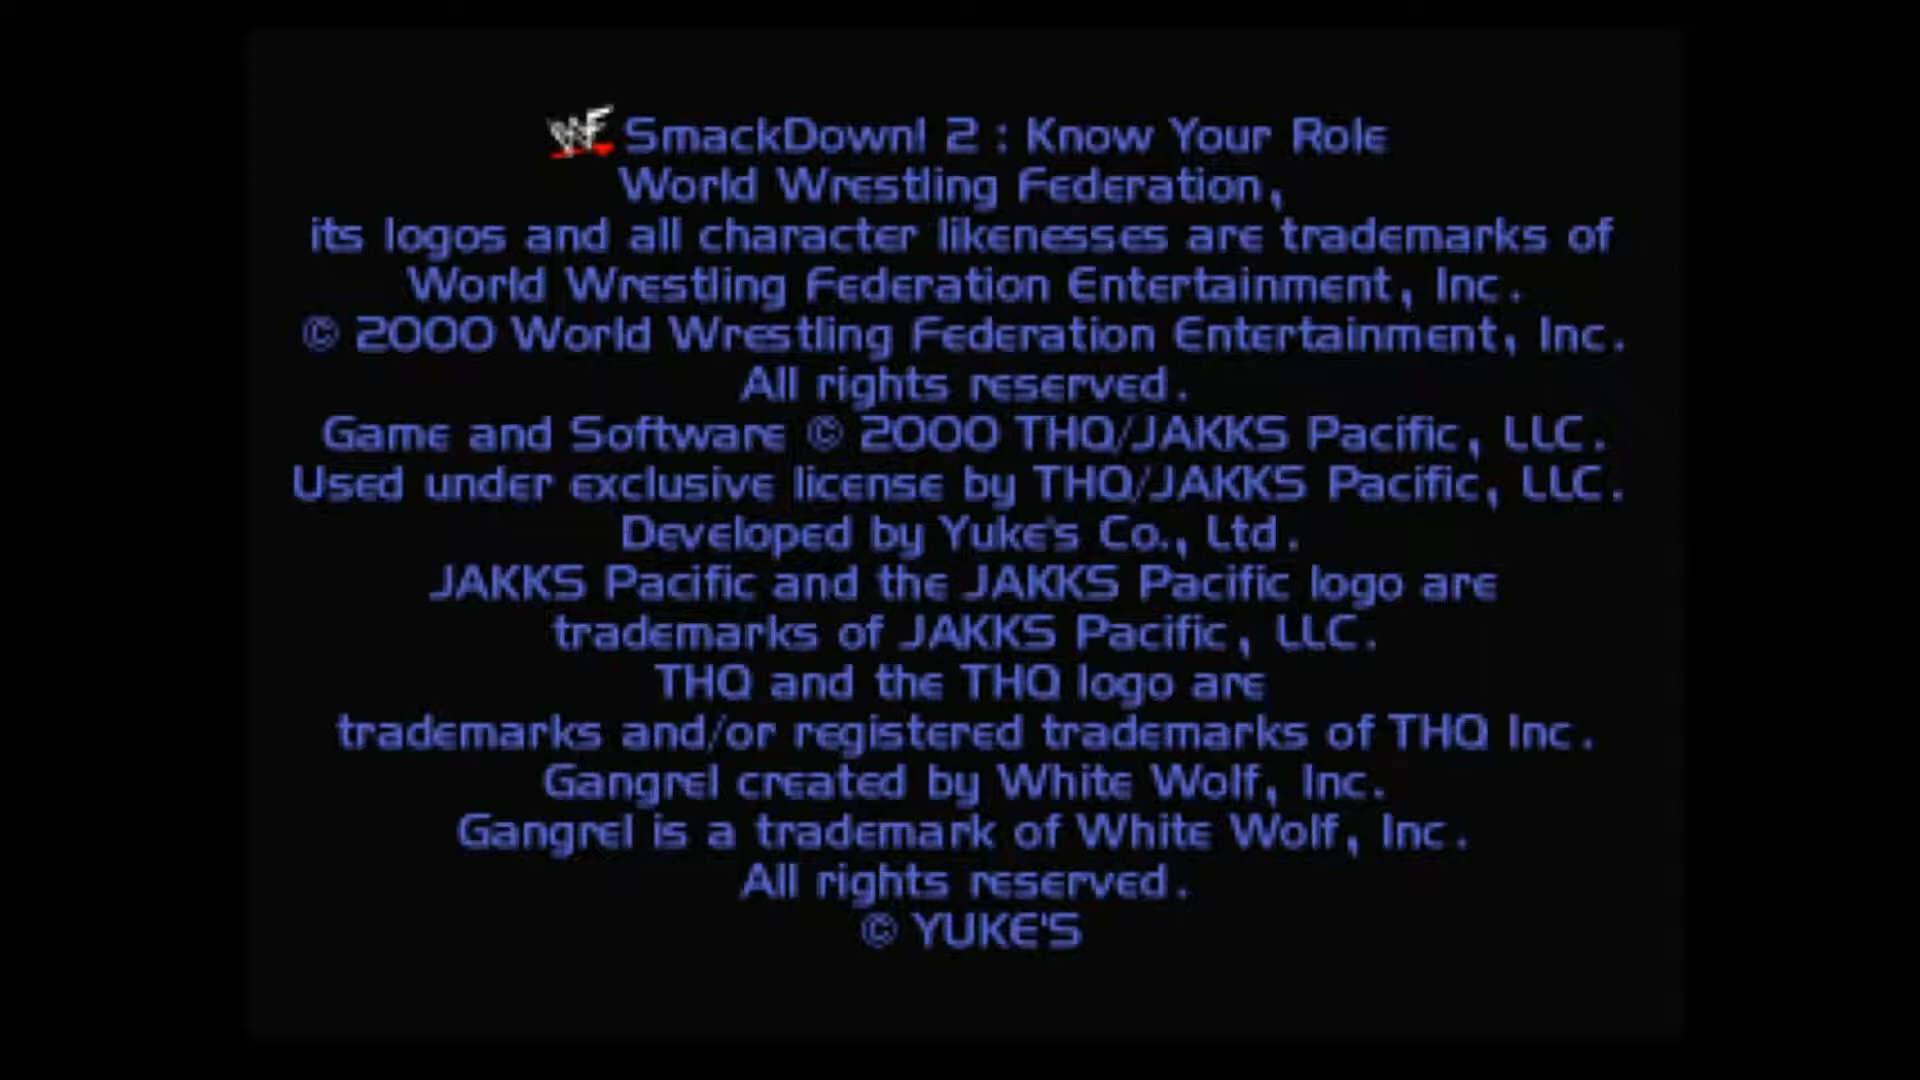 WF SmackDown! 2 : Know Your Role
World Wrestling Federation,
its logos and all character likenesses are trademarks of
World Wrestling Federation Entertainment, Inc.
© 2000 World Wrestling Federation Entertainment, Inc.
All rights reserved.
Game and Software © 2000 THQ/JAKKS Pacific, LLC.
Used under exclusive license by THQ/JAKKS Pacific, LLC.
Developed by Yuke's Co., Ltd.
JAKKS Pacific and the JAKKS Pacific logo are
trademarks of JAKKS Pacific, LLC.
THQ and the THQ logo are
trademarks and/or registered trademarks of THQ Inc.
Gangrel created by White Wolf, Inc.
Gangrel is a trademark of White Wolf, Inc.
All rights reserved.
© YUKE'S